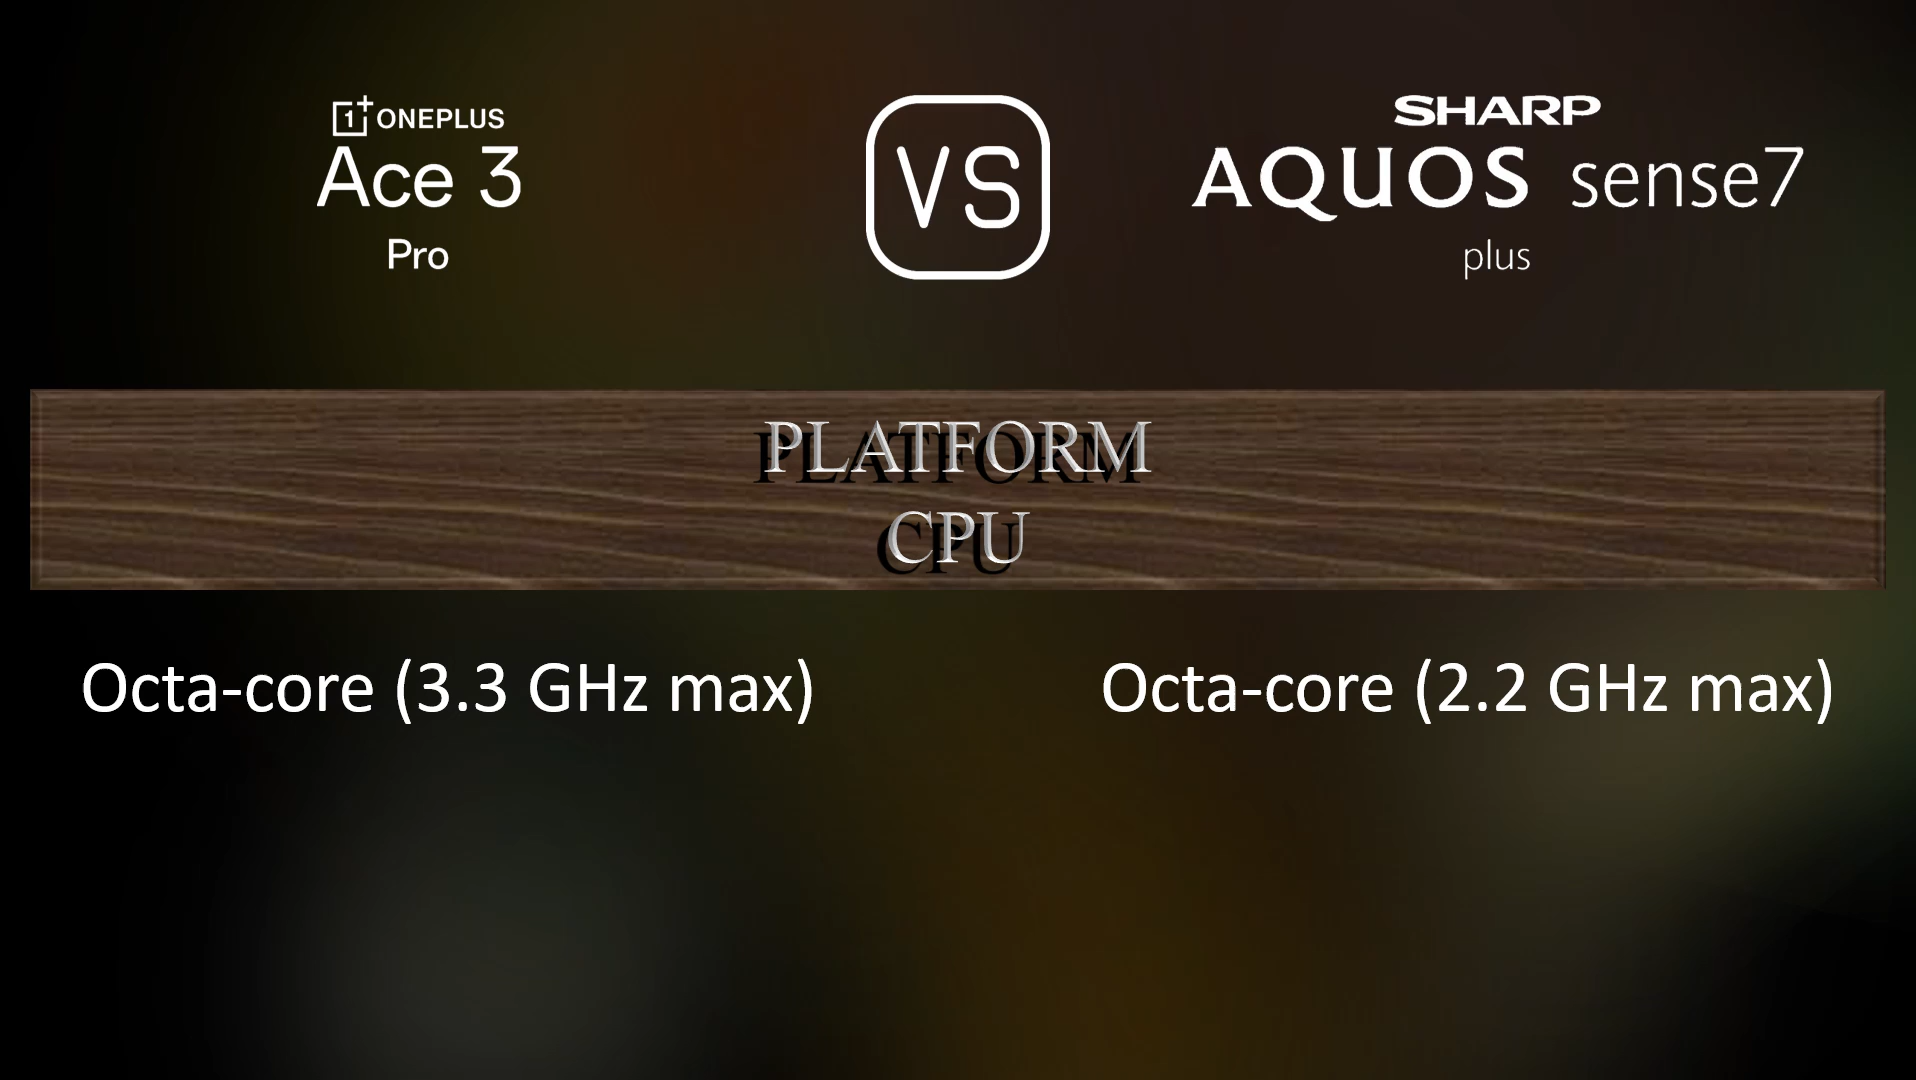 ONEPLUS
Ace 3
Pro
VS
SHARP
AQUOS sense7
plus
PLATFORM
CPU
Octa-core (3.3 GHz max)
Octa-core (2.2 GHz max)